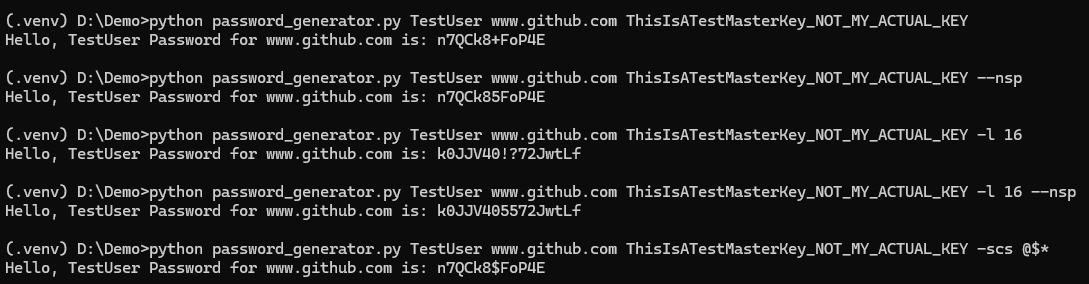 (.venv) D:\Demo>python password_generator.py TestUser www.github.com ThisIsATestMasterKey_NOT_MY_ACTUAL_KEY
Hello, TestUser Password for www.github.com is: n7QCk8+FoP4E
(.venv) D:\Demo>python password_generator.py TestUser www.github.com ThisIsATestMasterKey_NOT_MY_ACTUAL_KEY --nsp
Hello, TestUser Password for www.github.com is: n7QCk85FoP4E
(.venv) D:\Demo>python password_generator.py TestUser www.github.com ThisIsATestMasterKey_NOT_MY_ACTUAL_KEY -l 16
Hello, TestUser Password for www.github.com is: k0JJV40!?72JwtLf
(.venv) D:\Demo>python password_generator.py TestUser www.github.com ThisIsATestMasterKey_NOT_MY_ACTUAL_KEY -l 16 --nsp
Hello, TestUser Password for www.github.com is: k0JJV405572JwtLf
(.venv) D:\Demo>python password_generator.py TestUser www.github.com ThisIsATestMasterKey_NOT_MY_ACTUAL_KEY -scs @$*
Hello, TestUser Password for www.github.com is: n7QCk8$FoP4E